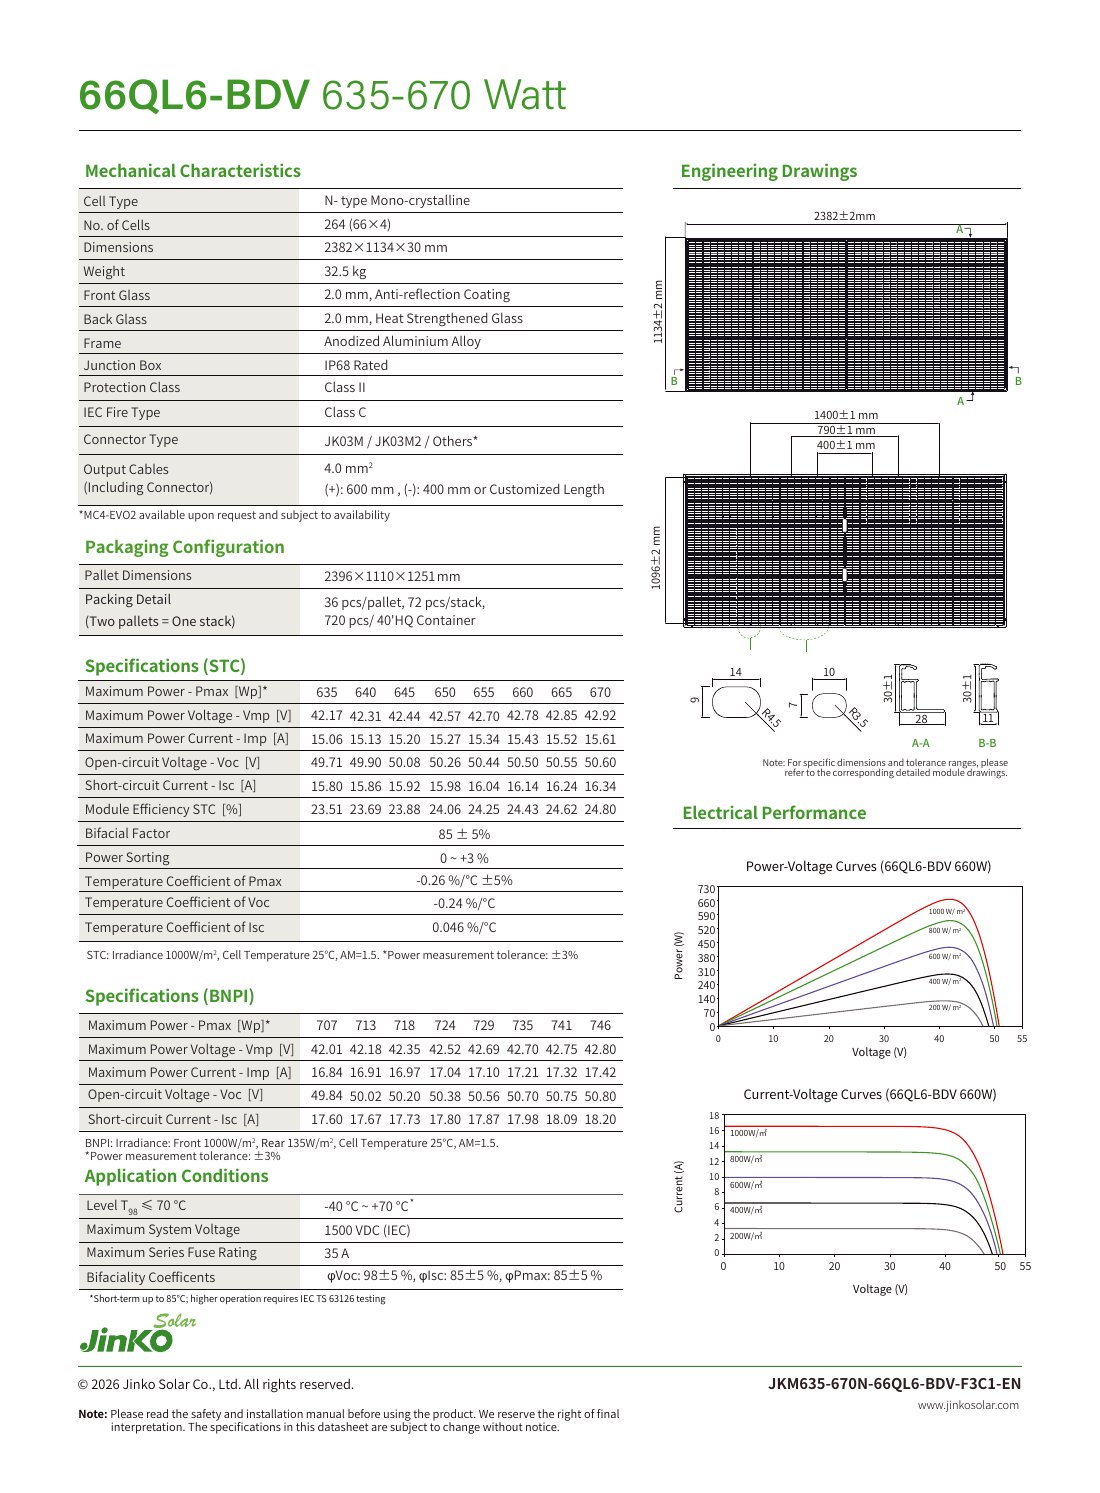 66QL6-BDV 635-670 Watt
Mechanical Characteristics
Cell Type N- type Mono-crystalline
No. of Cells 264 (66×4)
Dimensions 2382×1134×30 mm
Weight 32.5 kg
Front Glass 2.0 mm, Anti-reflection Coating
Back Glass 2.0 mm, Heat Strengthened Glass
Frame Anodized Aluminium Alloy
Junction Box IP68 Rated
Protection Class Class II
IEC Fire Type Class C
Connector Type JK03M / JK03M2 / Others*
Output Cables 4.0 mm²
(Including Connector) (+): 600 mm , (-): 400 mm or Customized Length
*MC4-EVO2 available upon request and subject to availability
Packaging Configuration
Pallet Dimensions 2396×1110×1251 mm
Packing Detail 36 pcs/pallet, 72 pcs/stack,
(Two pallets = One stack) 720 pcs/ 40'HQ Container
Specifications (STC)
Maximum Power - Pmax [Wp]* 635 640 645 650 655 660 665 670
Maximum Power Voltage - Vmp [V] 42.17 42.31 42.44 42.57 42.70 42.78 42.85 42.92
Maximum Power Current - Imp [A] 15.06 15.13 15.20 15.27 15.34 15.43 15.52 15.61
Open-circuit Voltage - Voc [V] 49.71 49.90 50.08 50.26 50.44 50.50 50.55 50.60
Short-circuit Current - Isc [A] 15.80 15.86 15.92 15.98 16.04 16.14 16.24 16.34
Module Efficiency STC [%] 23.51 23.69 23.88 24.06 24.25 24.43 24.62 24.80
Bifacial Factor 85 ± 5%
Power Sorting 0 ~ +3 %
Temperature Coefficient of Pmax -0.26 %/°C ±5%
Temperature Coefficient of Voc -0.24 %/°C
Temperature Coefficient of Isc 0.046 %/°C
STC: Irradiance 1000W/m², Cell Temperature 25°C, AM=1.5. *Power measurement tolerance: ±3%
Specifications (BNPI)
Maximum Power - Pmax [Wp]* 707 713 718 724 729 735 741 746
Maximum Power Voltage - Vmp [V] 42.01 42.18 42.35 42.52 42.69 42.70 42.75 42.80
Maximum Power Current - Imp [A] 16.84 16.91 16.97 17.04 17.10 17.21 17.32 17.42
Open-circuit Voltage - Voc [V] 49.84 50.02 50.20 50.38 50.56 50.70 50.75 50.80
Short-circuit Current - Isc [A] 17.60 17.67 17.73 17.80 17.87 17.98 18.09 18.20
BNPI: Irradiance: Front 1000W/m², Rear 135W/m², Cell Temperature 25°C, AM=1.5.
*Power measurement tolerance: ±3%
Application Conditions
Level T98 ≤ 70 °C -40 °C ~ +70 °C*
Maximum System Voltage 1500 VDC (IEC)
Maximum Series Fuse Rating 35 A
Bifaciality Coefficents φVoc: 98±5 %, φIsc: 85±5 %, φPmax: 85±5 %
*Short-term up to 85°C; higher operation requires IEC TS 63126 testing
Engineering Drawings
2382±2mm
A
1134±2 mm
B
B
A
1400±1 mm
790±1 mm
400±1 mm
1096±2 mm
14
9
R4.5
10
7
R3.5
30±1
28
A-A
30±1
11
B-B
Note: For specific dimensions and tolerance ranges, please
refer to the corresponding detailed module drawings.
Electrical Performance
Power-Voltage Curves (66QL6-BDV 660W)
Power (W)
730
660
590
520
450
380
310
240
140
70
0
1000 W/ m²
800 W/ m²
600 W/ m²
400 W/ m²
200 W/ m²
0 10 20 30 40 50 55
Voltage (V)
Current-Voltage Curves (66QL6-BDV 660W)
Current (A)
18
16
14
12
10
8
6
4
2
0
1000W/㎡
800W/㎡
600W/㎡
400W/㎡
200W/㎡
0 10 20 30 40 50 55
Voltage (V)
Solar
JinKO
© 2026 Jinko Solar Co., Ltd. All rights reserved.
JKM635-670N-66QL6-BDV-F3C1-EN
www.jinkosolar.com
Note: Please read the safety and installation manual before using the product. We reserve the right of final
interpretation. The specifications in this datasheet are subject to change without notice.